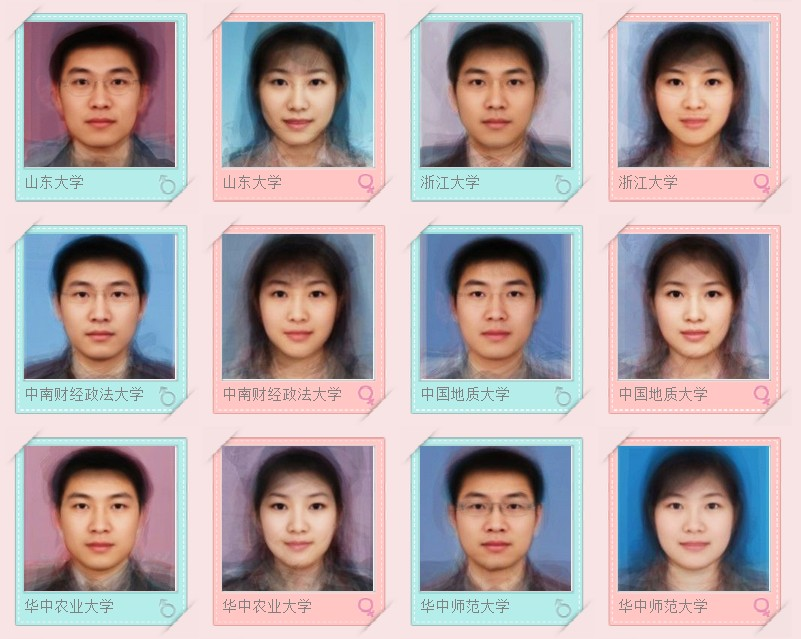 山东大学
山东大学
浙江大学
浙江大学
中南财经政法大学
中南财经政法大学
中国地质大学
中国地质大学
华中农业大学
华中农业大学
华中师范大学
华中师范大学